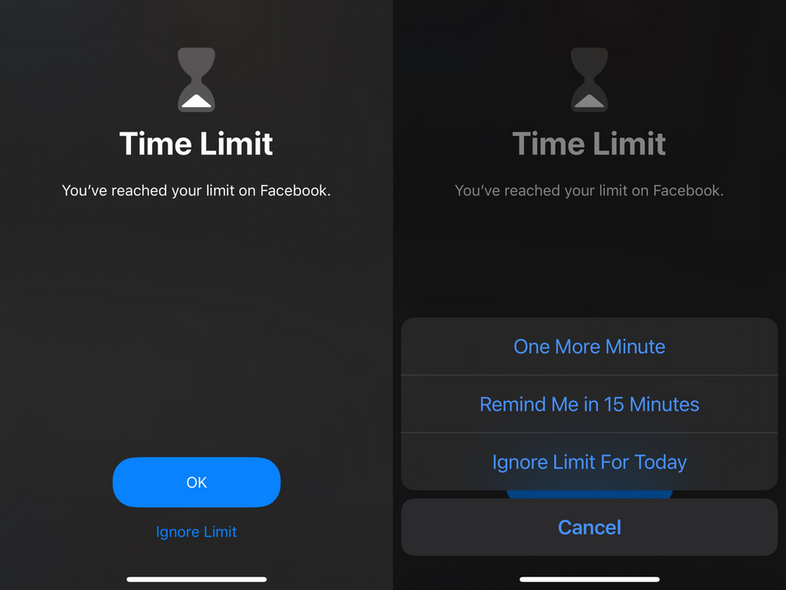 Time Limit
You’ve reached your limit on Facebook.
OK
Ignore Limit
Time Limit
You’ve reached your limit on Facebook.
One More Minute
Remind Me in 15 Minutes
Ignore Limit For Today
Cancel